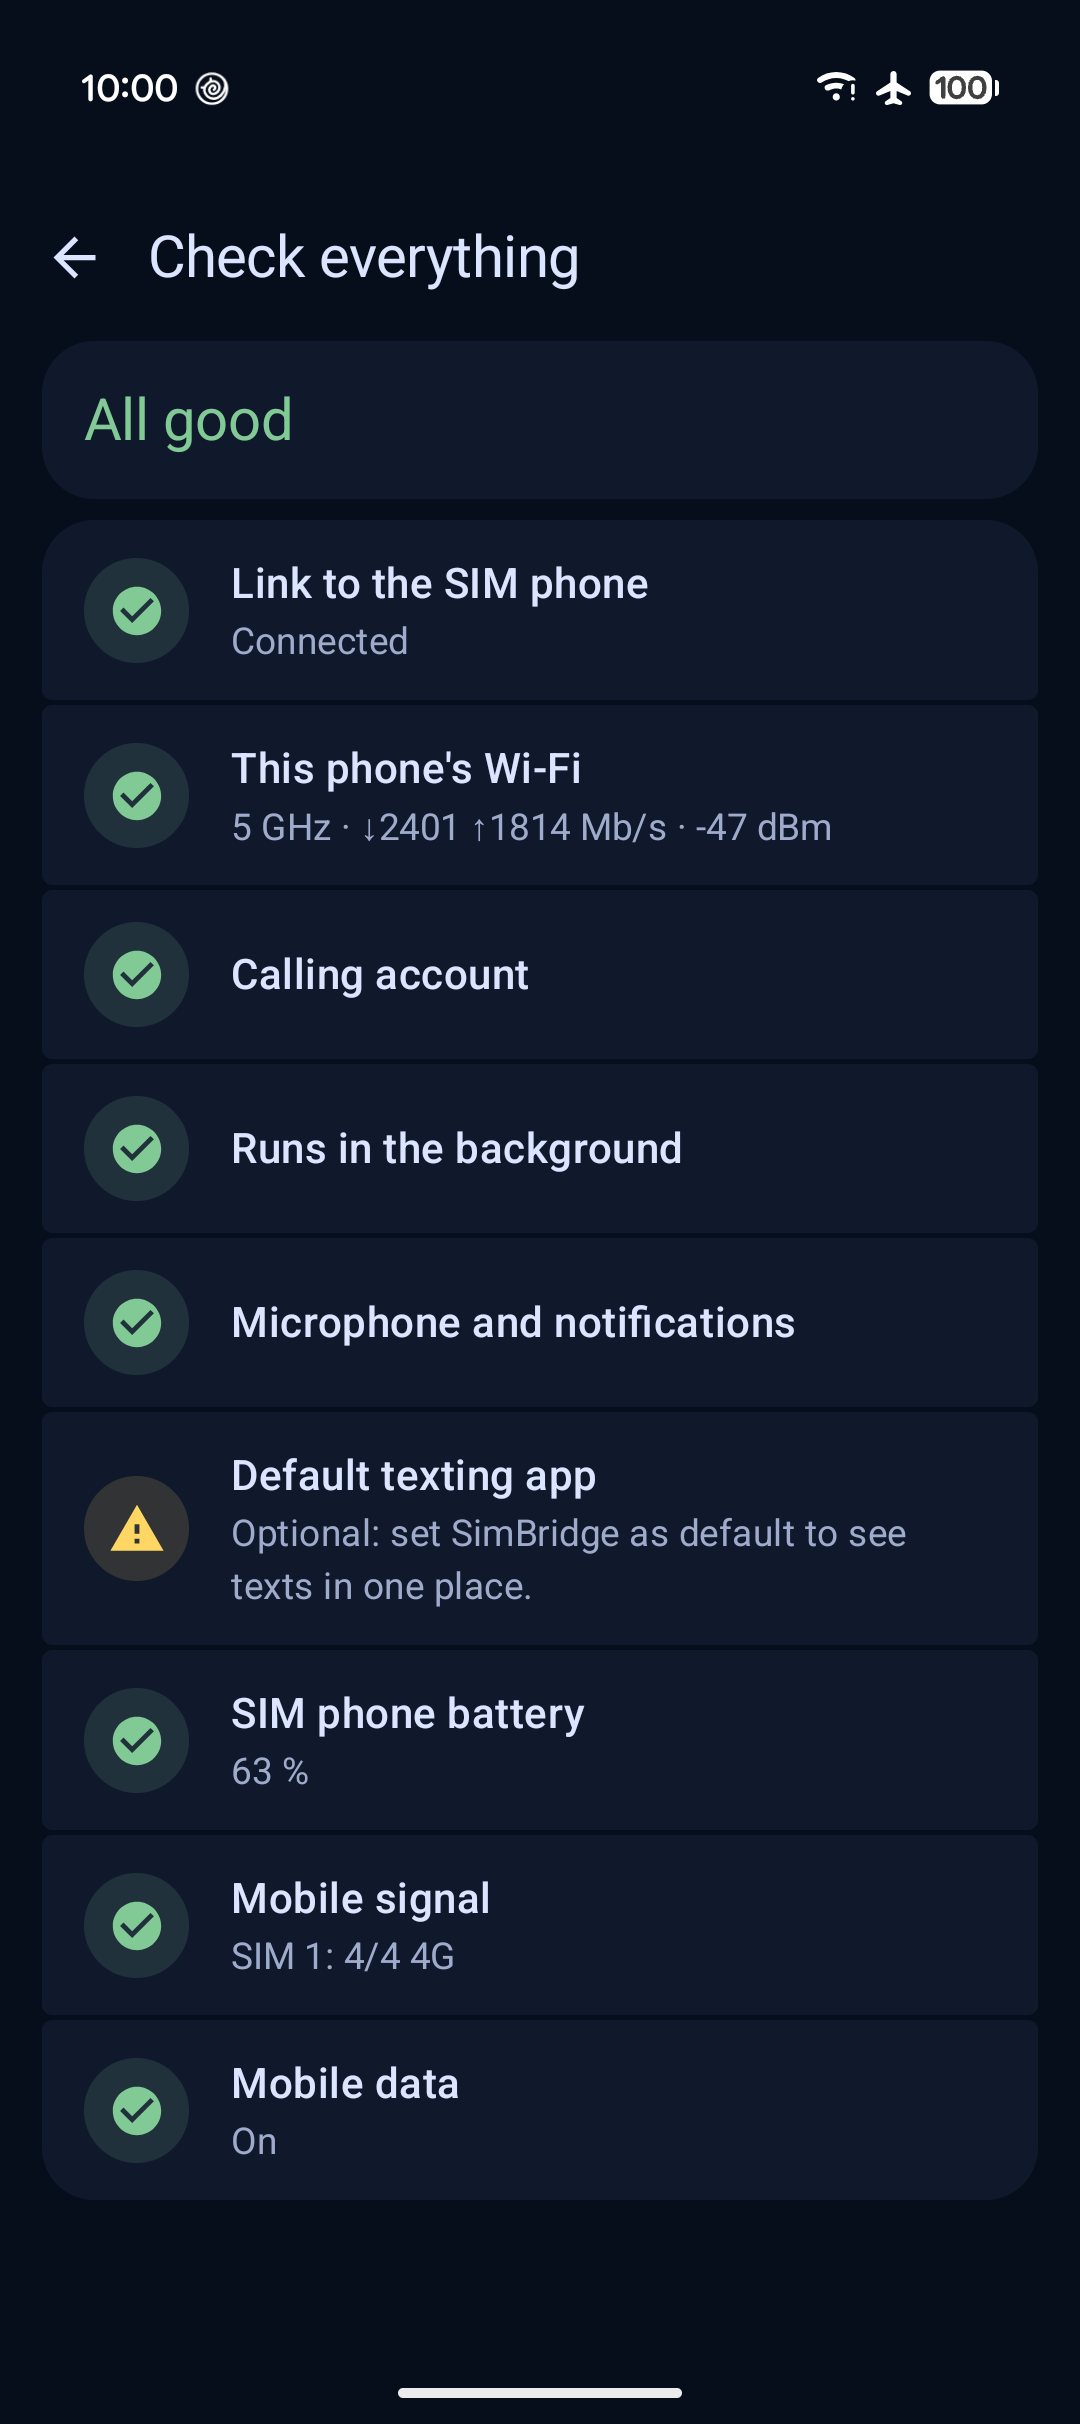 10:00
100
Check everything
All good
Link to the SIM phone
Connected
This phone's Wi-Fi
5 GHz · ↓2401 ↑1814 Mb/s · -47 dBm
Calling account
Runs in the background
Microphone and notifications
Default texting app
Optional: set SimBridge as default to see
texts in one place.
SIM phone battery
63 %
Mobile signal
SIM 1: 4/4 4G
Mobile data
On